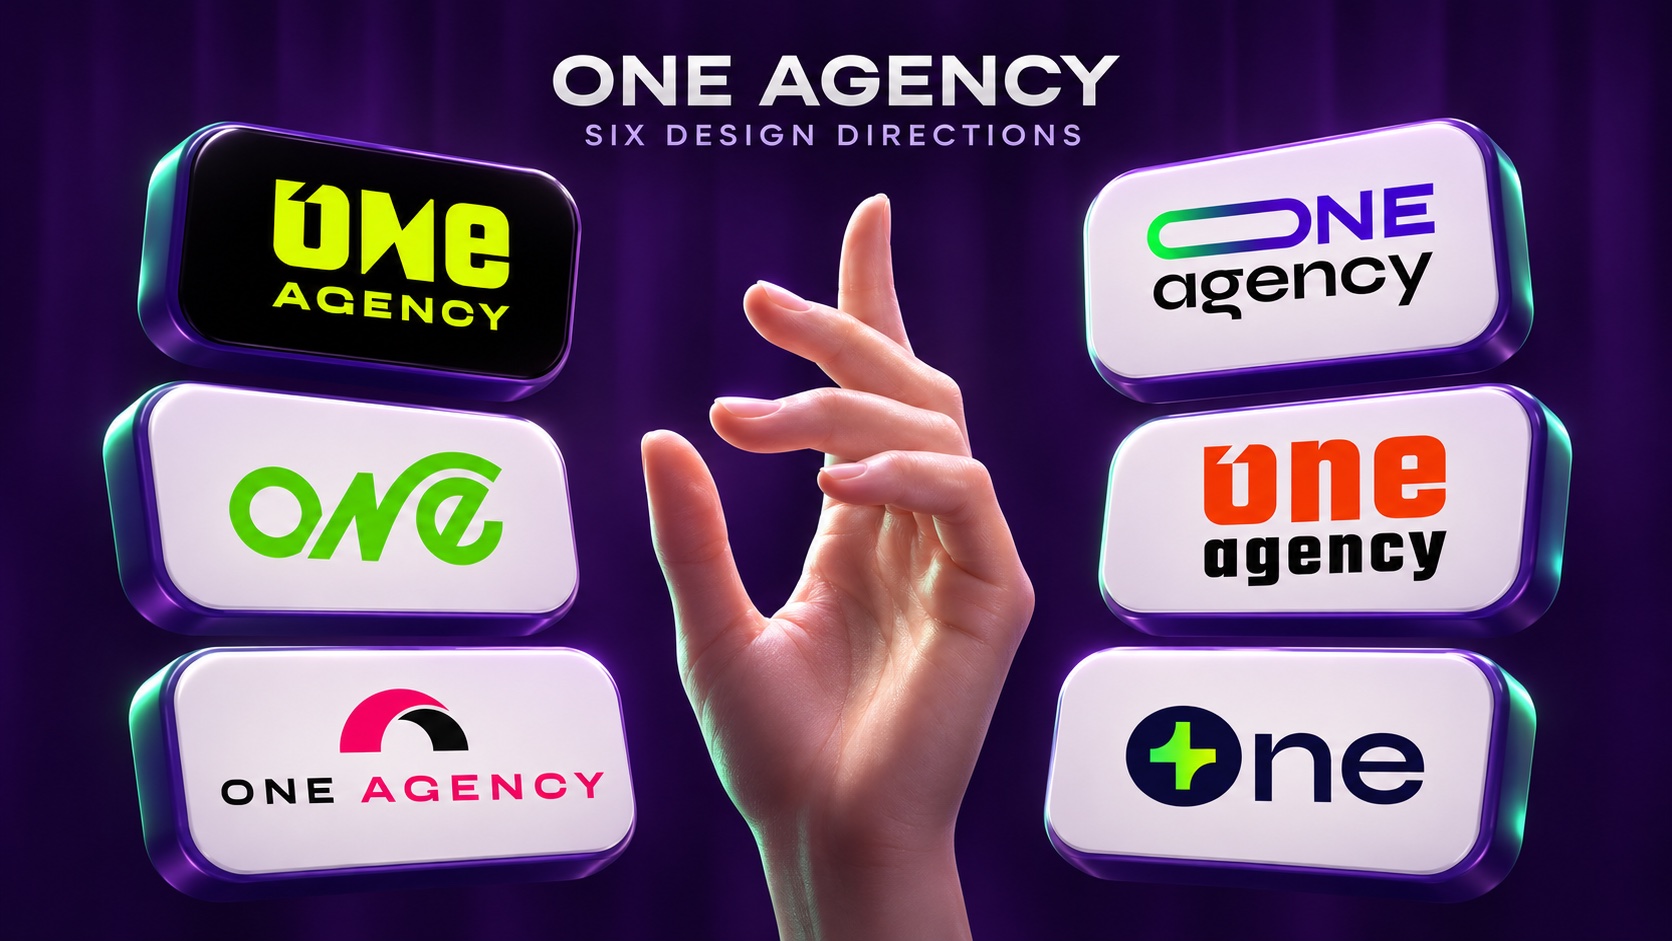 ONE AGENCY
SIX DESIGN DIRECTIONS
one
AGENCY
ONE
agency
ONe
one
agency
ONE AGENCY
One